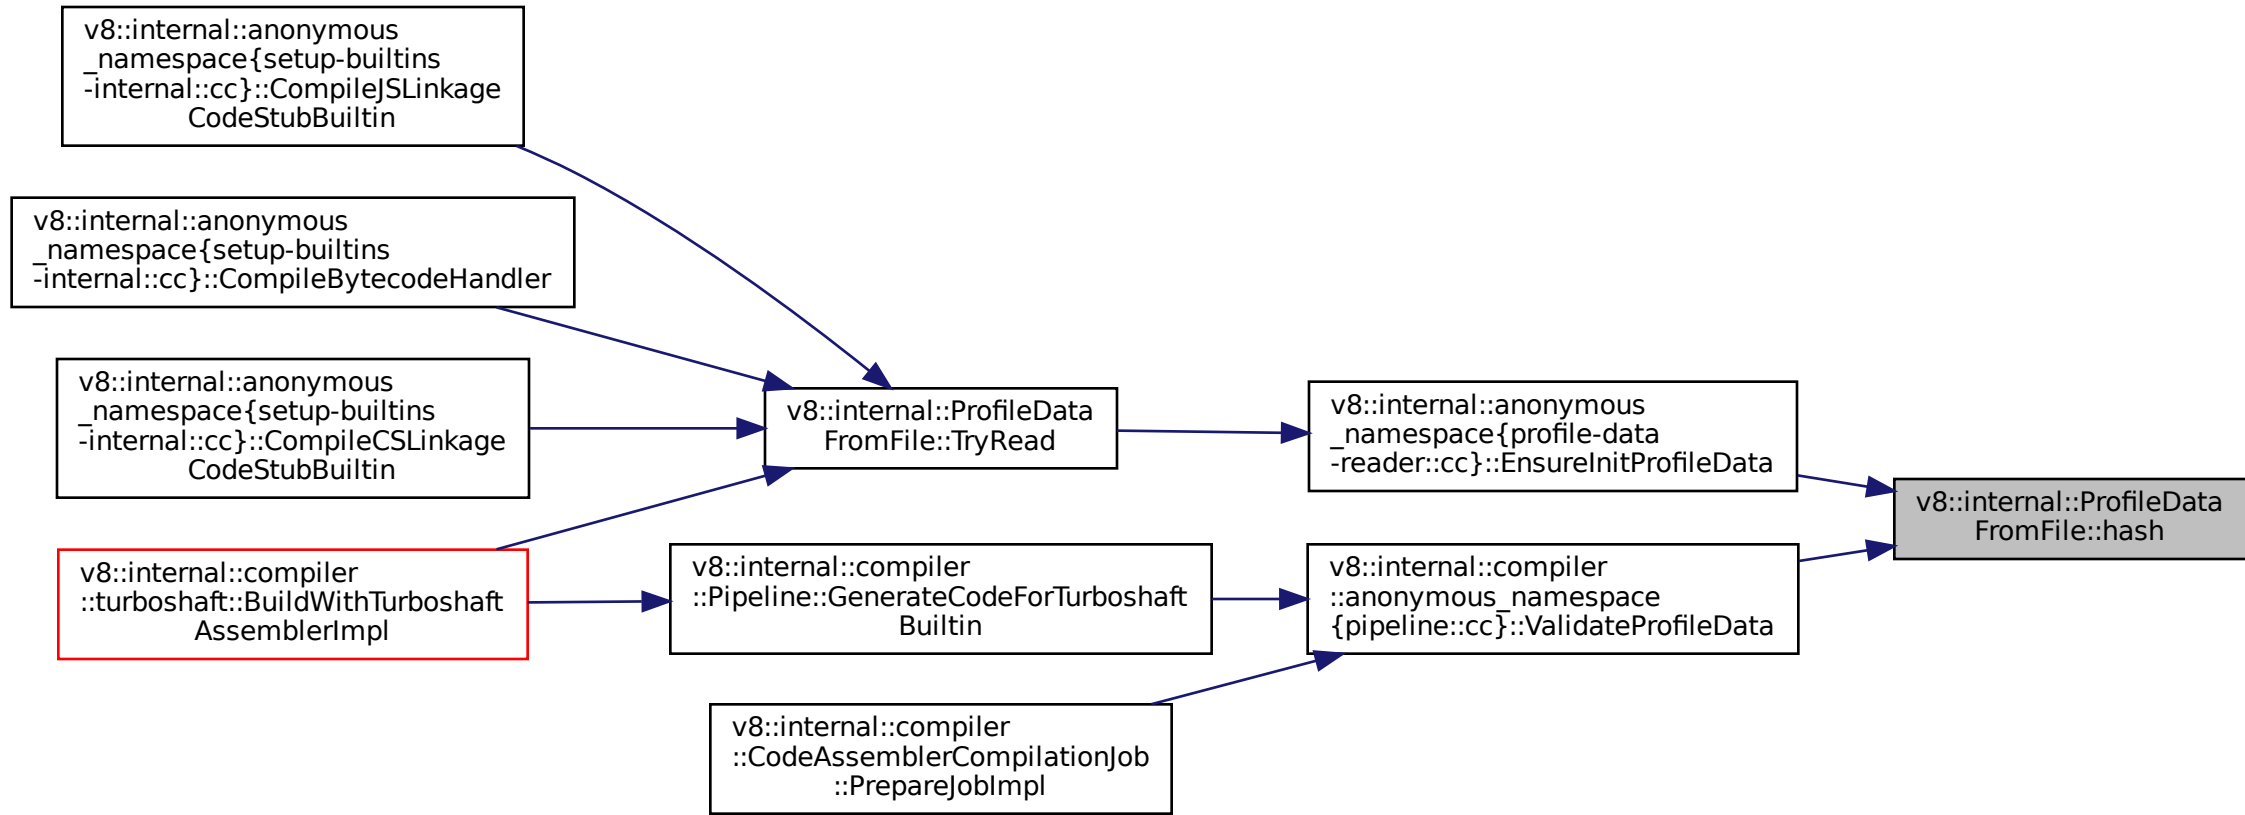 v8::internal::anonymous
_namespace{setup-builtins
-internal::cc}::CompileJSLinkage
CodeStubBuiltin
v8::internal::anonymous
_namespace{setup-builtins
-internal::cc}::CompileBytecodeHandler
v8::internal::anonymous
_namespace{setup-builtins
-internal::cc}::CompileCSLinkage
CodeStubBuiltin
v8::internal::compiler
::turboshaft::BuildWithTurboshaft
AssemblerImpl
v8::internal::ProfileData
FromFile::TryRead
v8::internal::compiler
::Pipeline::GenerateCodeForTurboshaft
Builtin
v8::internal::compiler
::CodeAssemblerCompilationJob
::PrepareJobImpl
v8::internal::anonymous
_namespace{profile-data
-reader::cc}::EnsureInitProfileData
v8::internal::compiler
::anonymous_namespace
{pipeline::cc}::ValidateProfileData
v8::internal::ProfileData
FromFile::hash